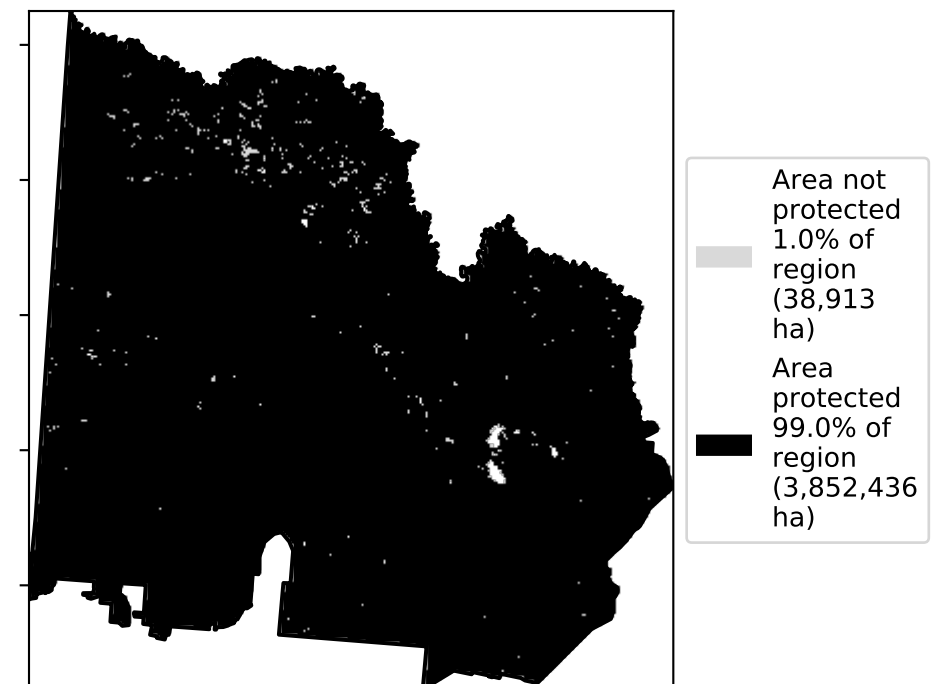 Area not
protected
1.0% of
region
(38,913
ha)
Area
protected
99.0% of
region
(3,852,436
ha)